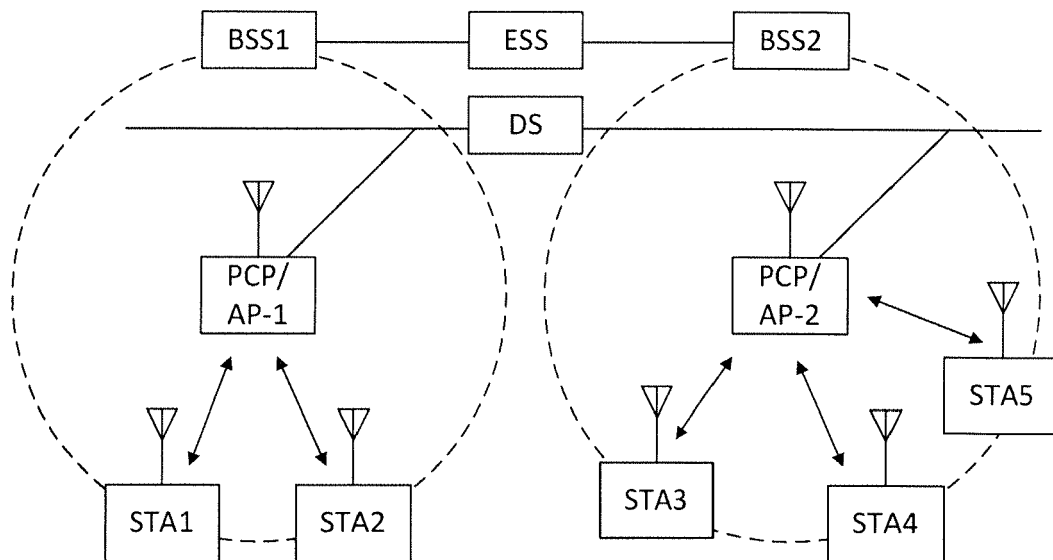 BSS1
ESS
BSS2
DS
PCP/
AP-1
PCP/
AP-2
STA5
STA3
STA1
STA2
STA4